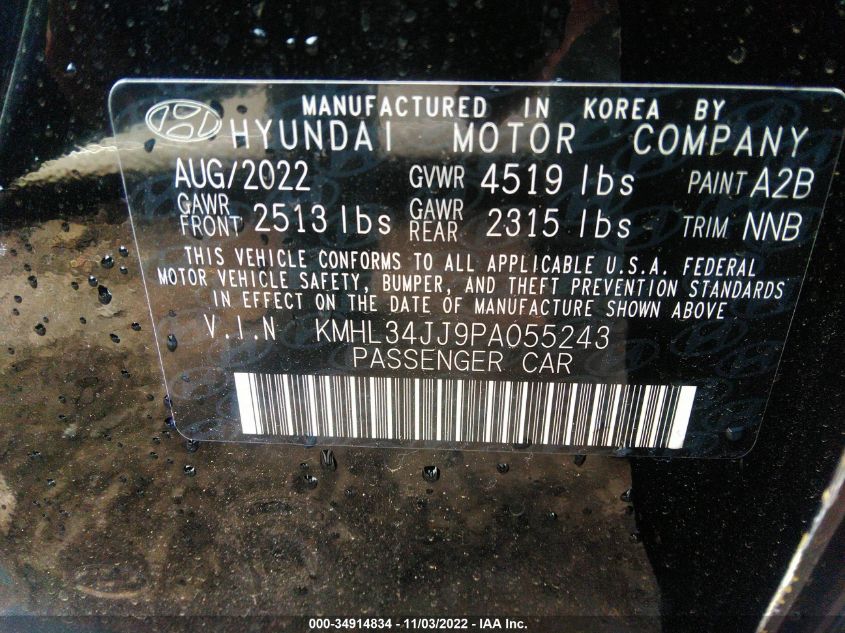 MANUFACTURED IN KOREA BY
HYUNDAI MOTOR COMPANY
AUG/2022 GVWR 4519 lbs PAINT A2B
GAWR FRONT 2513 lbs GAWR REAR 2315 lbs TRIM NNB
THIS VEHICLE CONFORMS TO ALL APPLICABLE U.S.A. FEDERAL
MOTOR VEHICLE SAFETY, BUMPER, AND THEFT PREVENTION STANDARDS
IN EFFECT ON THE DATE OF MANUFACTURE SHOWN ABOVE
V.I.N KMHL34JJ9PA055243
PASSENGER CAR
000-34914834 - 11/03/2022 - IAA Inc.